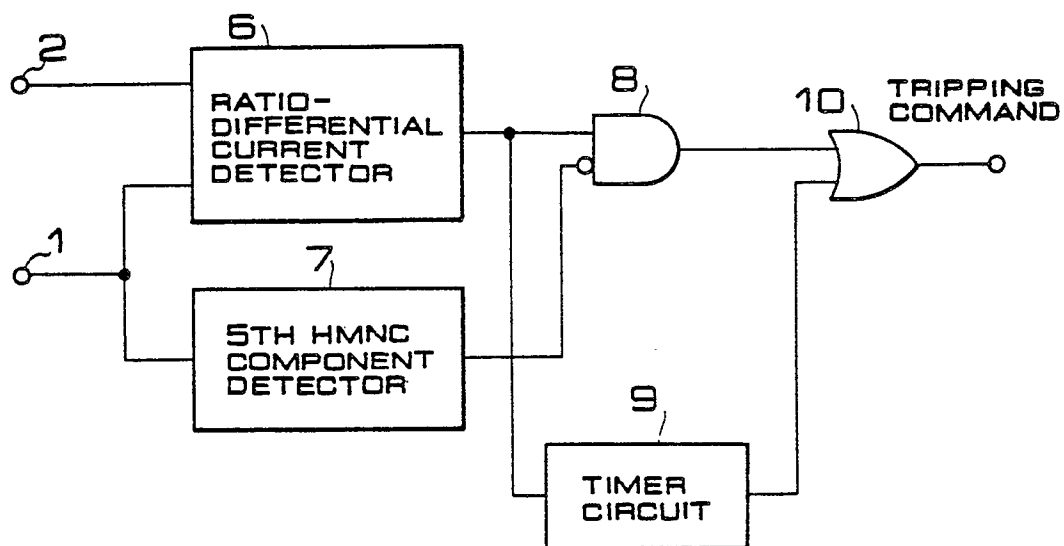 6
2
RATIO-
DIFFERENTIAL
CURRENT
DETECTOR
8
10
TRIPPING
COMMAND
1
7
5TH HMNC
COMPONENT
DETECTOR
9
TIMER
CIRCUIT